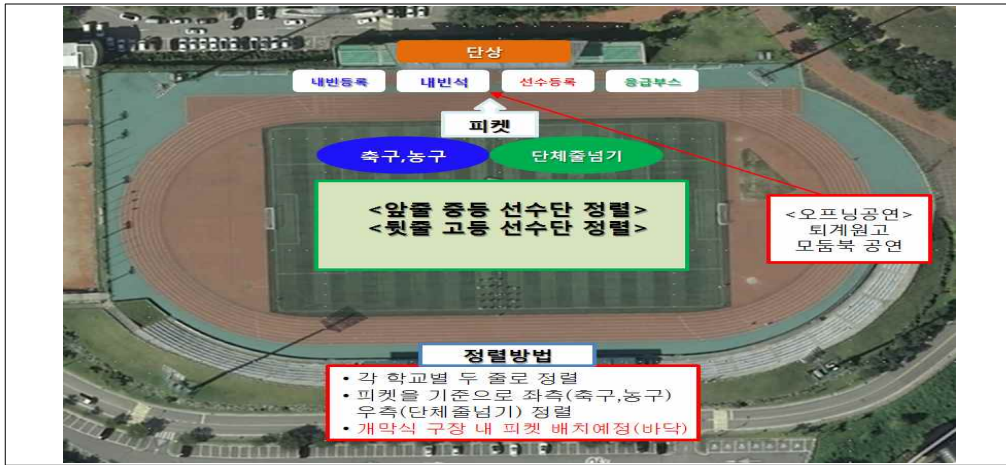 단상
내빈등록 내빈석 선수등록 응급부스
피켓
축구,농구 단체줄넘기
<앞줄 중등 선수단 정렬>
<뒷줄 고등 선수단 정렬>
<오프닝공연>
퇴계원고
모둠북 공연
정렬방법
• 각 학교별 두 줄로 정렬
• 피켓을 기준으로 좌측(축구,농구)
우측(단체줄넘기) 정렬
• 개막식 구장 내 피켓 배치예정(바닥)